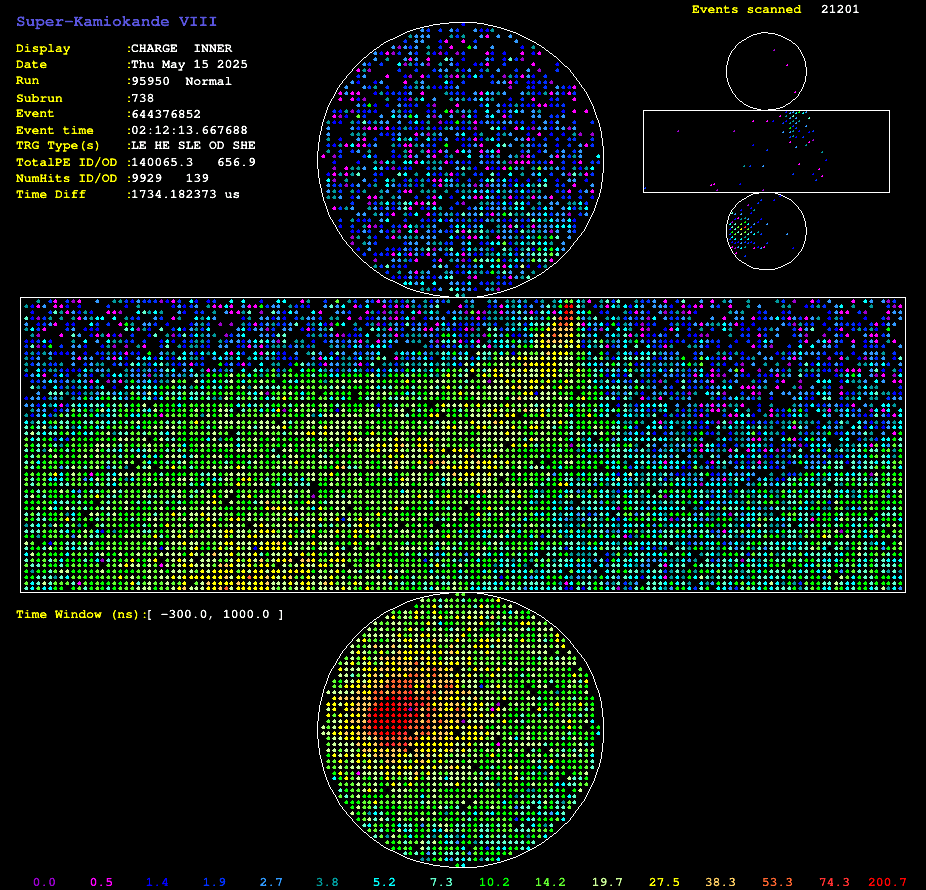 Super-Kamiokande VIII
Events scanned 21201
Display :CHARGE INNER
Date :Thu May 15 2025
Run :95950 Normal
Subrun :738
Event :644376852
Event time :02:12:13.667688
TRG Type(s) :LE HE SLE OD SHE
TotalPE ID/OD :140065.3 656.9
NumHits ID/OD :9929 139
Time Diff :1734.182373 us
Time Window (ns):[ -300.0, 1000.0 ]
0.0 0.5 1.4 1.9 2.7 3.8 5.2 7.3 10.2 14.2 19.7 27.5 38.3 53.3 74.3 200.7